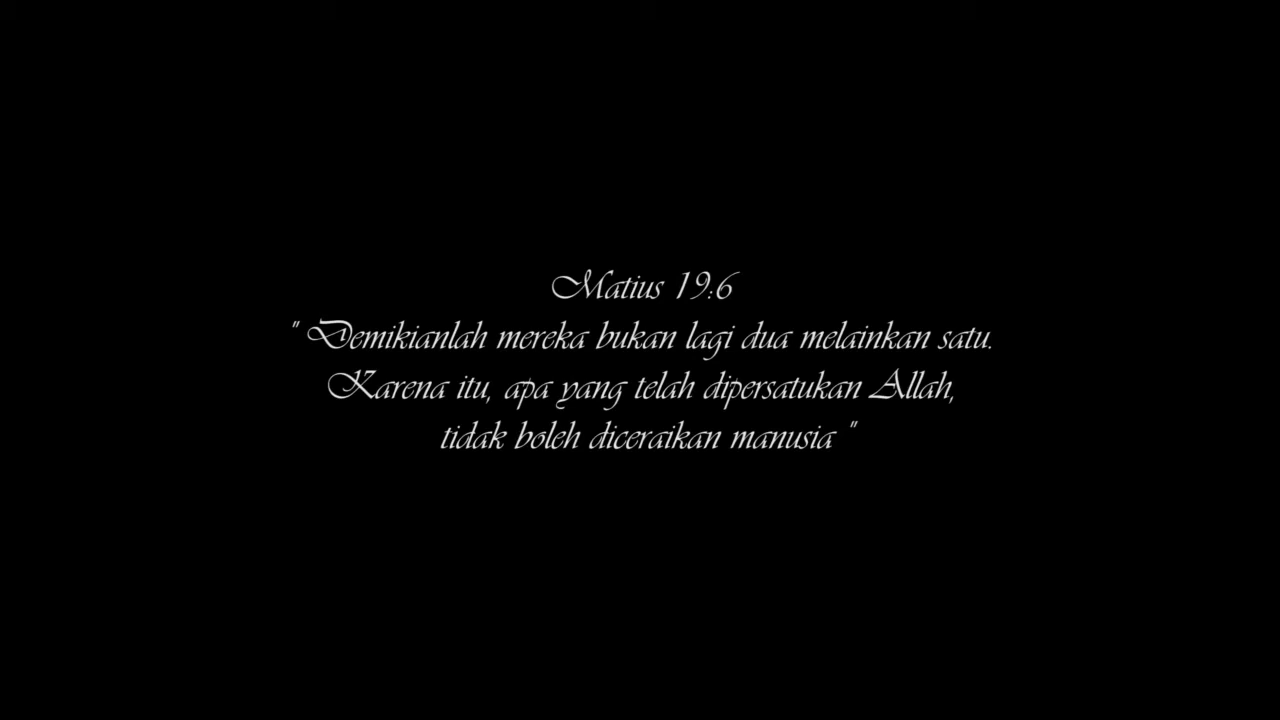 Matius 19:6
" Demikianlah mereka bukan lagi dua melainkan satu.
Karena itu, apa yang telah dipersatukan Allah,
tidak boleh diceraikan manusia "